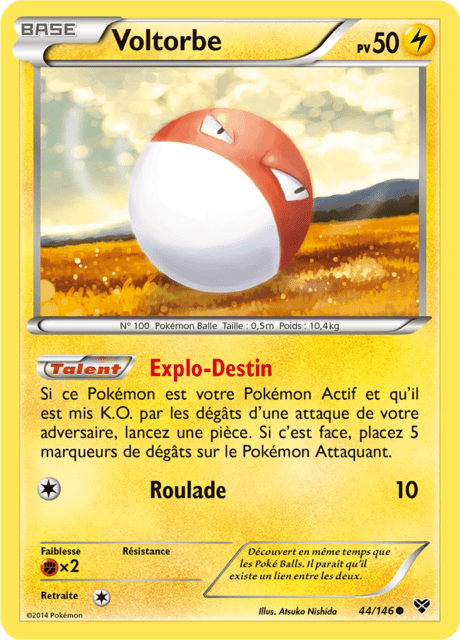 BASE Voltorbe PV50
N° 100 Pokémon Balle Taille : 0,5m Poids : 10,4kg
Talent Explo-Destin
Si ce Pokémon est votre Pokémon Actif et qu'il
est mis K.O. par les dégâts d'une attaque de votre
adversaire, lancez une pièce. Si c'est face, placez 5
marqueurs de dégâts sur le Pokémon Attaquant.
Roulade 10
Faiblesse Résistance
×2
Retraite
Découvert en même temps que
les Poké Balls. Il parait qu'il
existe un lien entre les deux.
Illus. Atsuko Nishida 44/146
©2014 Pokémon